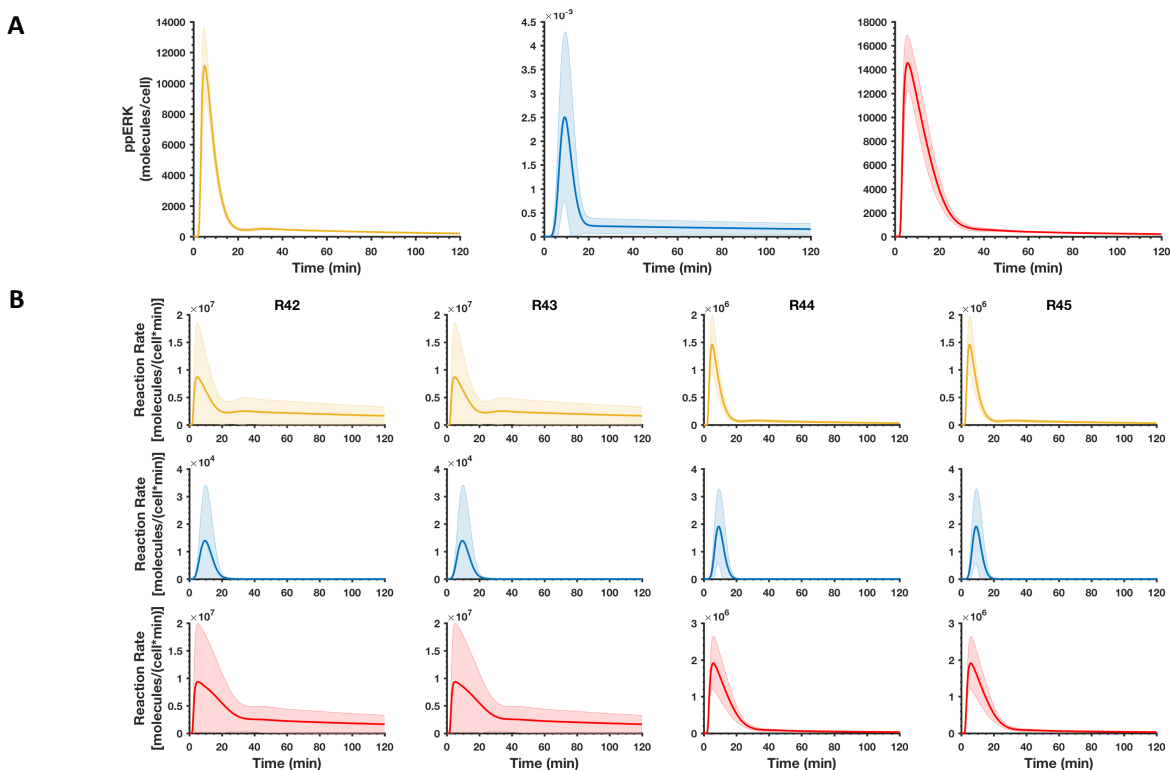 A
ppERK
(molecules/cell)
14000
12000
10000
8000
6000
4000
2000
0
0 20 40 60 80 100 120
Time (min)
×10⁻³
4.5
4
3.5
3
2.5
2
1.5
1
0.5
0
0 20 40 60 80 100 120
Time (min)
18000
16000
14000
12000
10000
8000
6000
4000
2000
0
0 20 40 60 80 100 120
Time (min)
B
R42
R43
R44
R45
Reaction Rate
[molecules/(cell*min)]
×10⁷
2
1.5
1
0.5
0
0 20 40 60 80 100 120
×10⁷
2
1.5
1
0.5
0
0 20 40 60 80 100 120
×10⁶
2
1.5
1
0.5
0
0 20 40 60 80 100 120
×10⁶
2
1.5
1
0.5
0
0 20 40 60 80 100 120
Reaction Rate
[molecules/(cell*min)]
×10⁴
4
3
2
1
0
0 20 40 60 80 100 120
×10⁴
4
3
2
1
0
0 20 40 60 80 100 120
4
3
2
1
0
0 20 40 60 80 100 120
4
3
2
1
0
0 20 40 60 80 100 120
Reaction Rate
[molecules/(cell*min)]
×10⁷
2
1.5
1
0.5
0
0 20 40 60 80 100 120
Time (min)
×10⁷
2
1.5
1
0.5
0
0 20 40 60 80 100 120
Time (min)
×10⁶
3
2
1
0
0 20 40 60 80 100 120
Time (min)
×10⁶
3
2
1
0
0 20 40 60 80 100 120
Time (min)